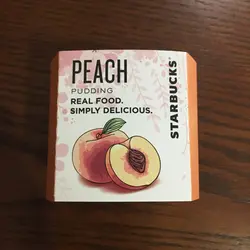 PEACH
PUDDING
REAL FOOD.
SIMPLY DELICIOUS.
STARBUCKS